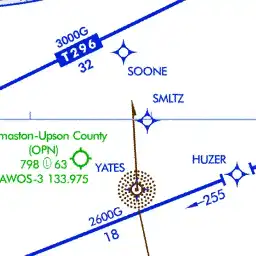 3000G
T296
32
SOONE
SMLTZ
maston-Upson County
(OPN)
798 Ⓛ 63
AWOS-3 133.975
YATES
HUZER
255
2600G
18